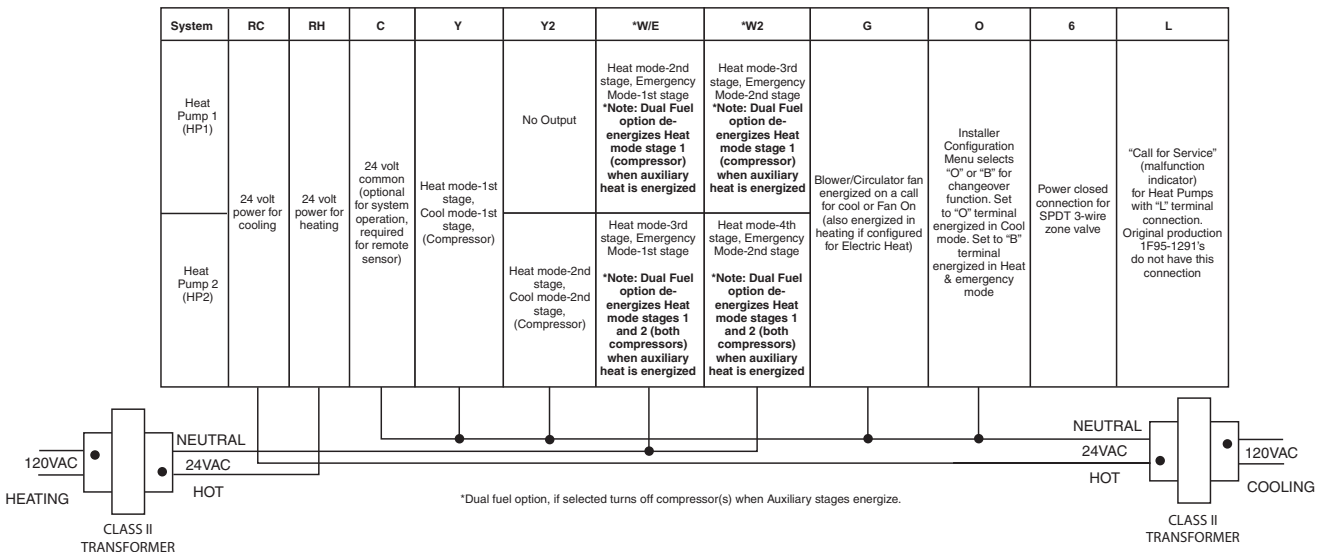 System RC RH C Y Y2 *W/E *W2 G O 6 L
Heat
Pump 1
(HP1)
Heat
Pump 2
(HP2)
24 volt
power for
cooling
24 volt
power for
heating
24 volt
common
(optional
for system
operation,
required
for remote
sensor)
Heat mode-1st
stage,
Cool mode-1st
stage,
(Compressor)
No Output
Heat mode-2nd
stage,
Cool mode-2nd
stage,
(Compressor)
Heat mode-2nd
stage, Emergency
Mode-1st stage
*Note: Dual Fuel
option de-
energizes Heat
mode stage 1
(compressor)
when auxiliary
heat is energized
Heat mode-3rd
stage, Emergency
Mode-1st stage
*Note: Dual Fuel
option de-
energizes Heat
mode stages 1
and 2 (both
compressors)
when auxiliary
heat is energized
Heat mode-3rd
stage, Emergency
Mode-2nd stage
*Note: Dual Fuel
option de-
energizes Heat
mode stage 1
(compressor)
when auxiliary
heat is energized
Heat mode-4th
stage, Emergency
Mode-2nd stage
*Note: Dual Fuel
option de-
energizes Heat
mode stages 1
and 2 (both
compressors)
when auxiliary
heat is energized
Blower/Circulator fan
energized on a call
for cool or Fan On
(also energized in
heating if configured
for Electric Heat)
Installer
Configuration
Menu selects
“O” or “B” for
changeover
function. Set
to “O” terminal
energized in Cool
mode. Set to “B”
terminal
energized in Heat
& emergency
mode
Power closed
connection for
SPDT 3-wire
zone valve
“Call for Service”
(malfunction
indicator)
for Heat Pumps
with “L” terminal
connection.
Original production
1F95-1291's
do not have this
connection
120VAC
HEATING
NEUTRAL
24VAC
HOT
CLASS II
TRANSFORMER
*Dual fuel option, if selected turns off compressor(s) when Auxiliary stages energize.
NEUTRAL
24VAC
HOT
120VAC
COOLING
CLASS II
TRANSFORMER